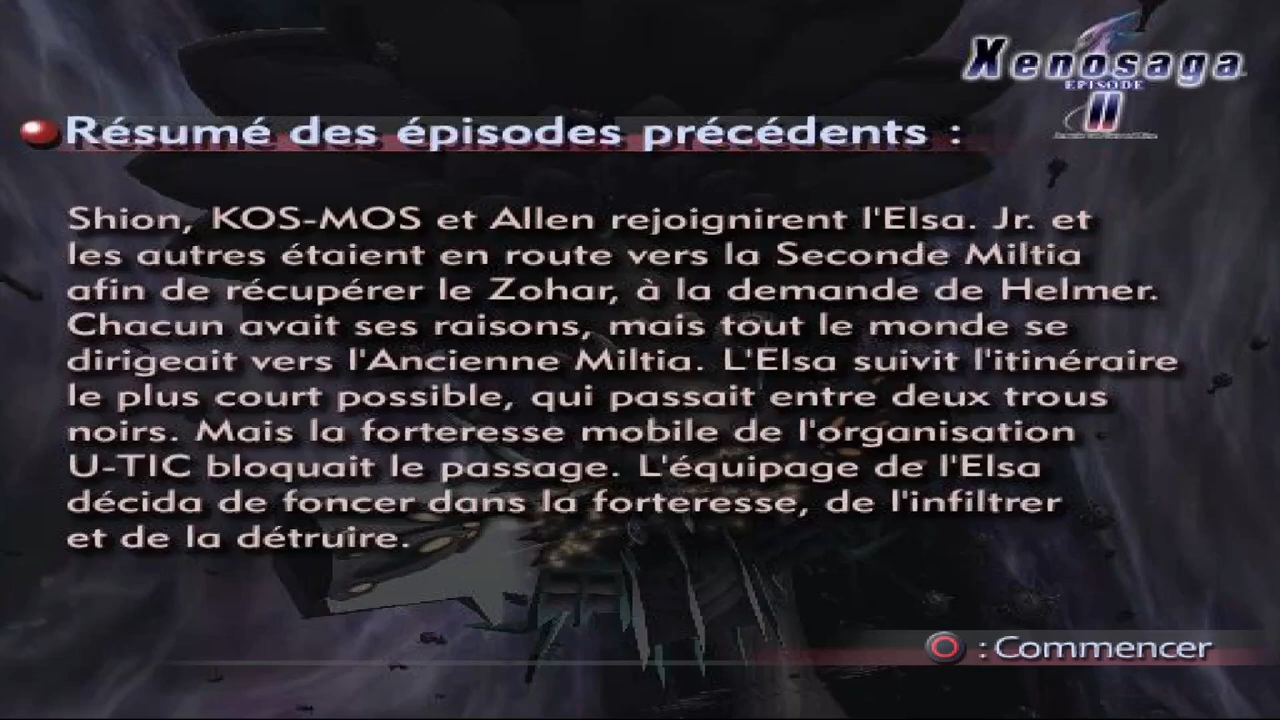 Xenosaga
EPISODE
II
Résumé des épisodes précédents :
Shion, KOS-MOS et Allen rejoignirent l'Elsa. Jr. et
les autres étaient en route vers la Seconde Miltia
afin de récupérer le Zohar, à la demande de Helmer.
Chacun avait ses raisons, mais tout le monde se
dirigeait vers l'Ancienne Miltia. L'Elsa suivit l'itinéraire
le plus court possible, qui passait entre deux trous
noirs. Mais la forteresse mobile de l'organisation
U-TIC bloquait le passage. L'équipage de l'Elsa
décida de foncer dans la forteresse, de l'infiltrer
et de la détruire.
: Commencer